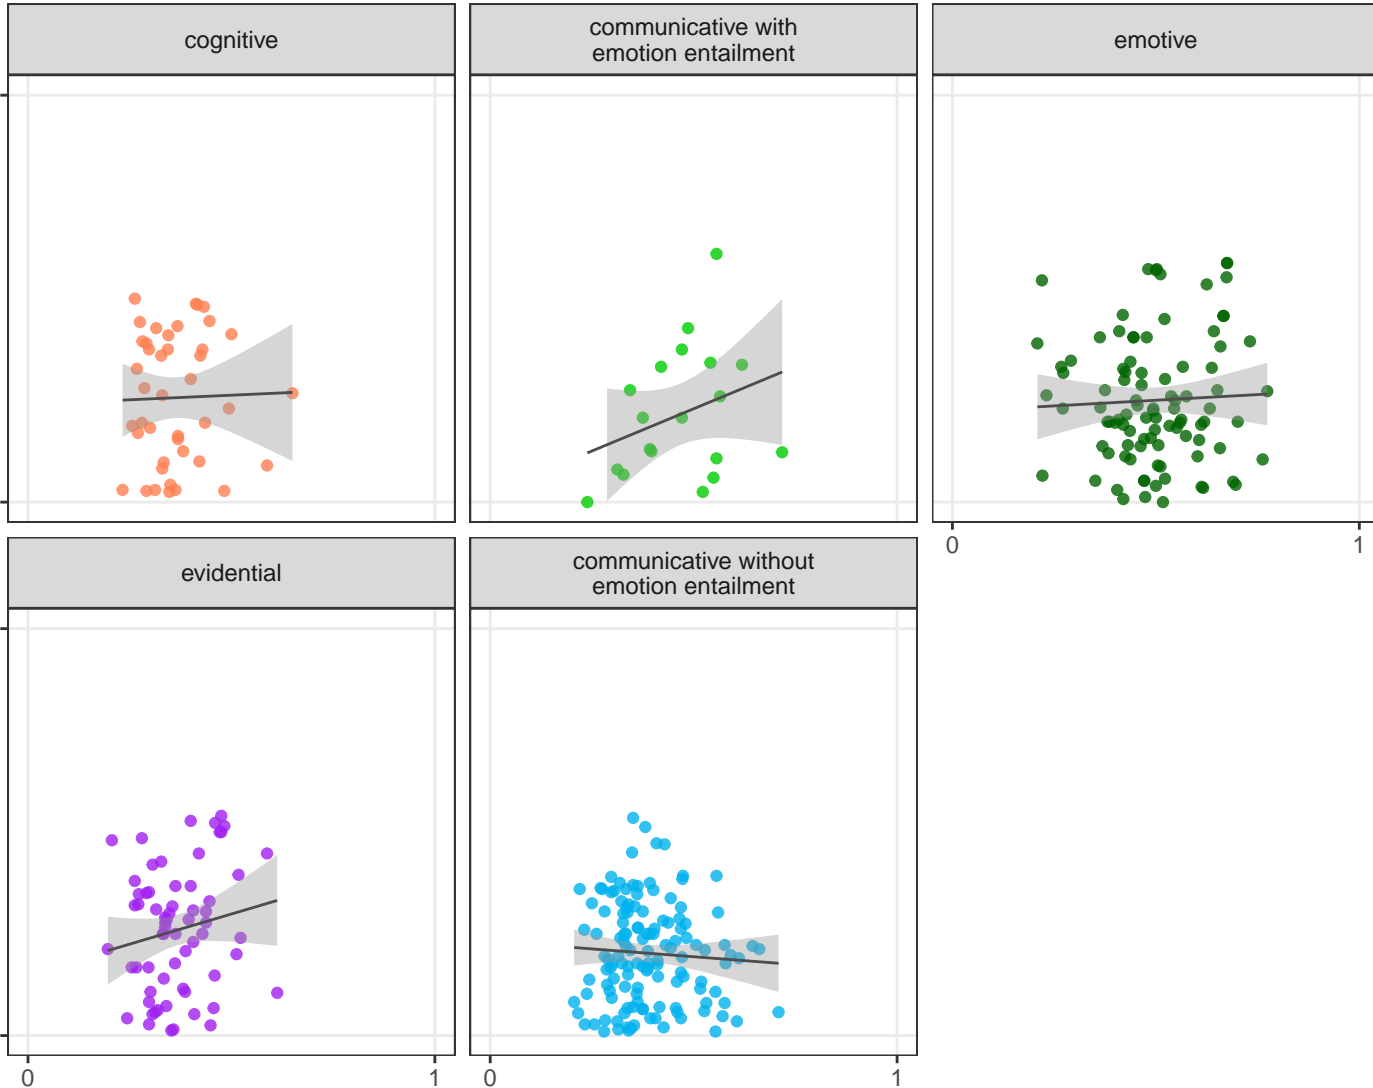 cognitive
communicative with
emotion entailment
emotive
0
1
evidential
communicative without
emotion entailment
0
1
0
1